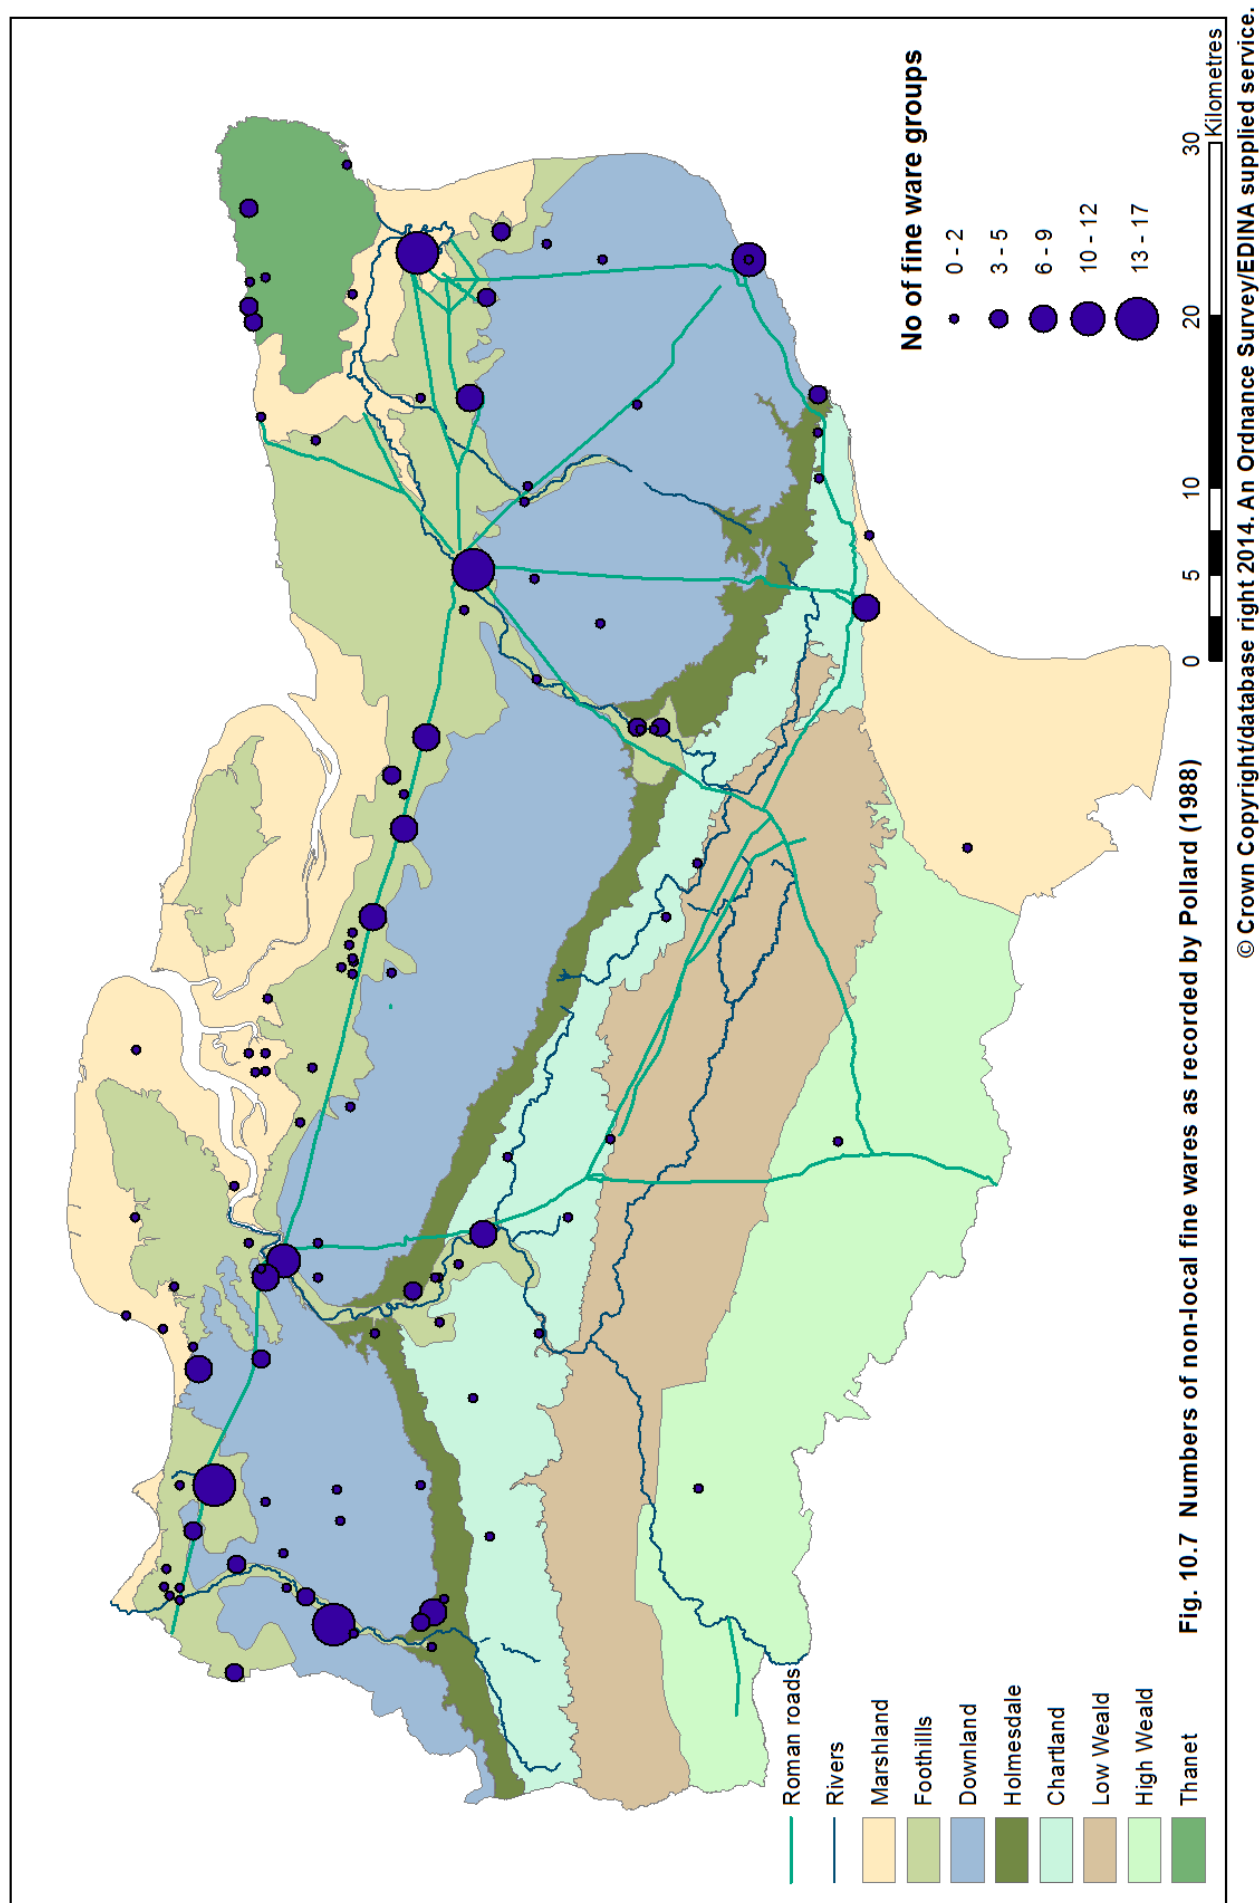 No of fine ware groups
0 - 2
3 - 5
6 - 9
10 - 12
13 - 17
0 5 10 20 30
Kilometres
Roman roads
Rivers
Marshland
Foothillls
Downland
Holmesdale
Chartland
Low Weald
High Weald
Thanet
Fig. 10.7 Numbers of non-local fine wares as recorded by Pollard (1988)
© Crown Copyright/database right 2014. An Ordnance Survey/EDINA supplied service.